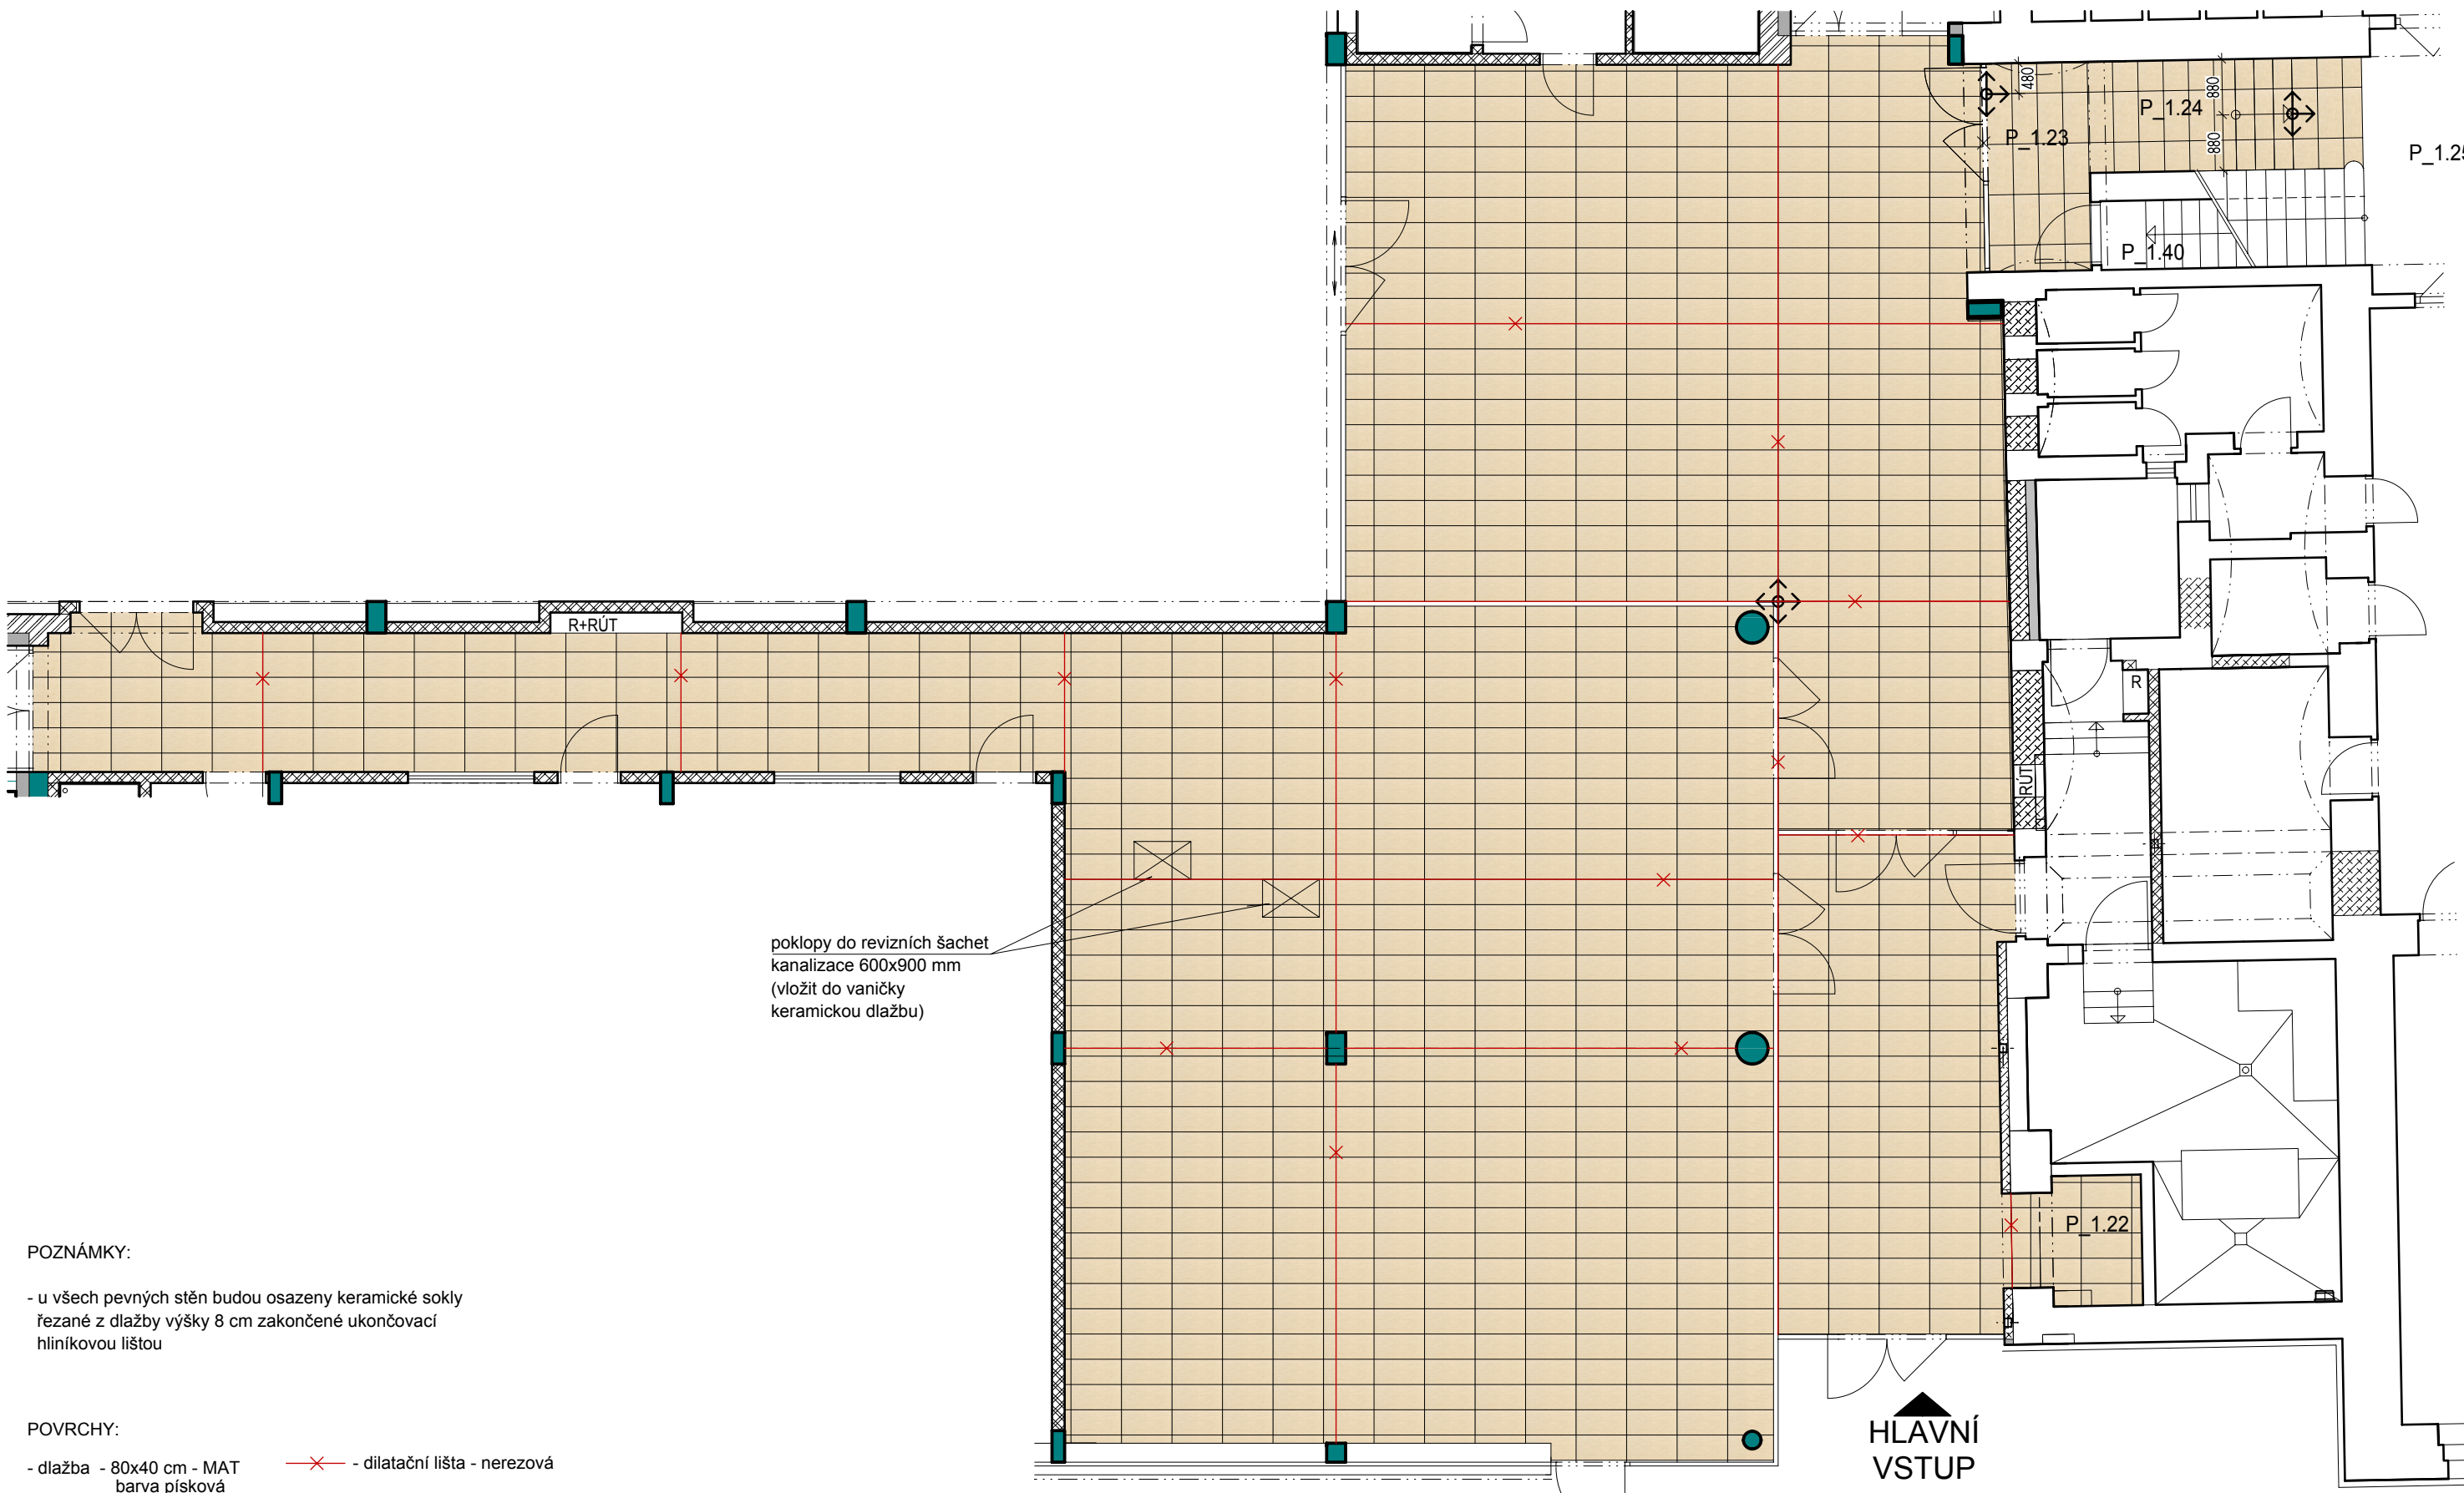 480
880
880
P_1.24
P_1.23
P_1.25
P_1.40
R+RÚT
R
RÚT
poklopy do revizních šachet
kanalizace 600x900 mm
(vložit do vaničky
keramickou dlažbu)
P_1.22
POZNÁMKY:
- u všech pevných stěn budou osazeny keramické sokly
řezané z dlažby výšky 8 cm zakončené ukončovací
hliníkovou lištou
HLAVNÍ
VSTUP
POVRCHY:
- dlažba - 80x40 cm - MAT
barva písková
- dilatační lišta - nerezová